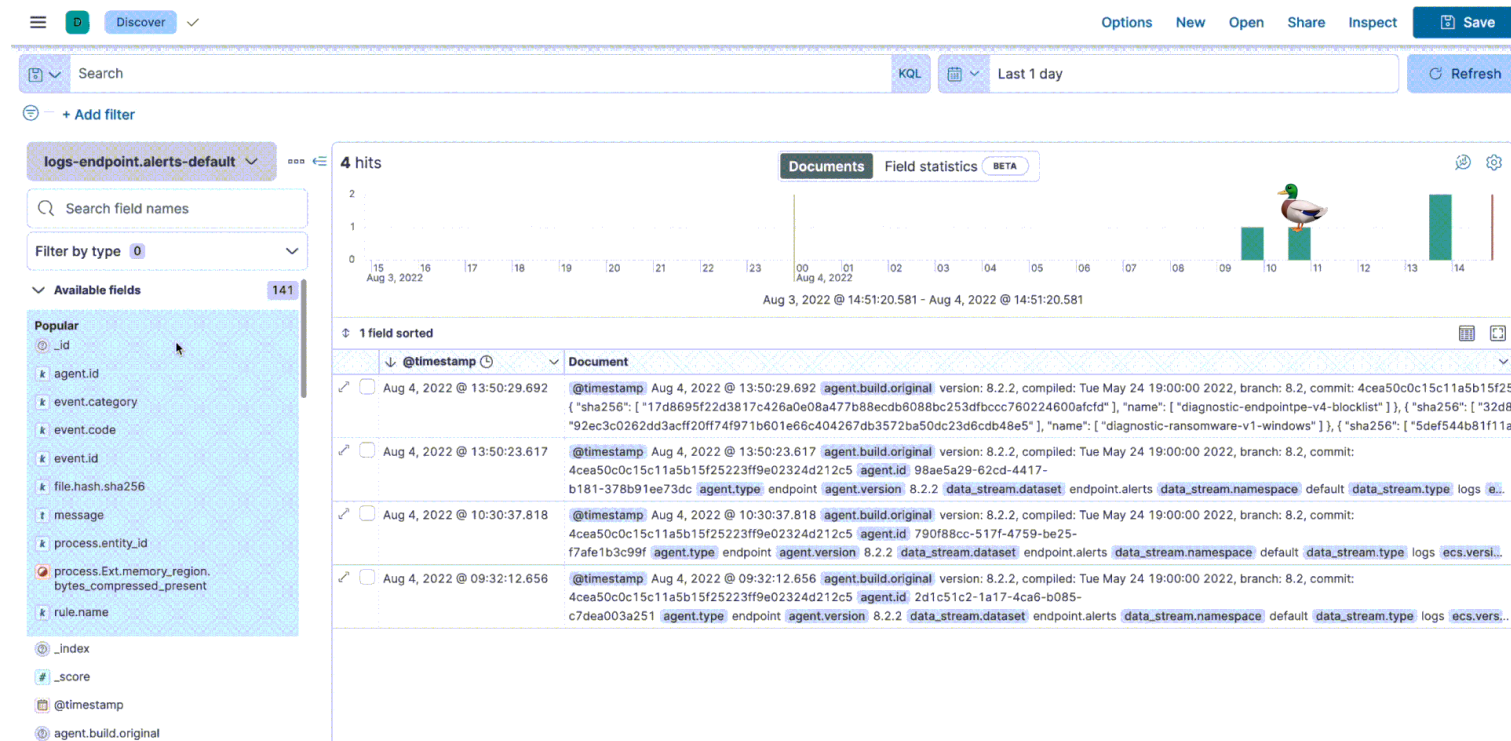 D Discover Options New Open Share Inspect Save
Search KQL Last 1 day Refresh
+ Add filter
logs-endpoint.alerts-default
Search field names
Filter by type 0
Available fields 141
Popular
_id
agent.id
event.category
event.code
event.id
file.hash.sha256
message
process.entity_id
process.Ext.memory_region.
bytes_compressed_present
rule.name
_index
_score
@timestamp
agent.build.original
4 hits
Documents Field statistics BETA
2
1
0
15 16 17 18 19 20 21 22 23 00 01 02 03 04 05 06 07 08 09 10 11 12 13 14
Aug 3, 2022 Aug 4, 2022
Aug 3, 2022 @ 14:51:20.581 - Aug 4, 2022 @ 14:51:20.581
1 field sorted
@timestamp Document
Aug 4, 2022 @ 13:50:29.692 @timestamp Aug 4, 2022 @ 13:50:29.692 agent.build.original version: 8.2.2, compiled: Tue May 24 19:00:00 2022, branch: 8.2, commit: 4cea50c0c15c11a5b15f25
{ "sha256": [ "17d8695f22d3817c426a0e08a477b88ecdb6088bc253dfbccc760224600afcfd" ], "name": [ "diagnostic-endpointpe-v4-blocklist" ] }, { "sha256": [ "32d8
"92ec3c0262dd3acff20ff74f971b601e66c404267db3572ba50dc23d6cdb48e5" ], "name": [ "diagnostic-ransomware-v1-windows" ] }, { "sha256": [ "5def544b81f11a
Aug 4, 2022 @ 13:50:23.617 @timestamp Aug 4, 2022 @ 13:50:23.617 agent.build.original version: 8.2.2, compiled: Tue May 24 19:00:00 2022, branch: 8.2, commit:
4cea50c0c15c11a5b15f25223ff9e02324d212c5 agent.id 98ae5a29-62cd-4417-
b181-378b91ee73dc agent.type endpoint agent.version 8.2.2 data_stream.dataset endpoint.alerts data_stream.namespace default data_stream.type logs e...
Aug 4, 2022 @ 10:30:37.818 @timestamp Aug 4, 2022 @ 10:30:37.818 agent.build.original version: 8.2.2, compiled: Tue May 24 19:00:00 2022, branch: 8.2, commit:
4cea50c0c15c11a5b15f25223ff9e02324d212c5 agent.id 790f88cc-517f-4759-be25-
f7afe1b3c99f agent.type endpoint agent.version 8.2.2 data_stream.dataset endpoint.alerts data_stream.namespace default data_stream.type logs ecs.versi...
Aug 4, 2022 @ 09:32:12.656 @timestamp Aug 4, 2022 @ 09:32:12.656 agent.build.original version: 8.2.2, compiled: Tue May 24 19:00:00 2022, branch: 8.2, commit:
4cea50c0c15c11a5b15f25223ff9e02324d212c5 agent.id 2d1c51c2-1a17-4ca6-b085-
c7dea003a251 agent.type endpoint agent.version 8.2.2 data_stream.dataset endpoint.alerts data_stream.namespace default data_stream.type logs ecs.vers...